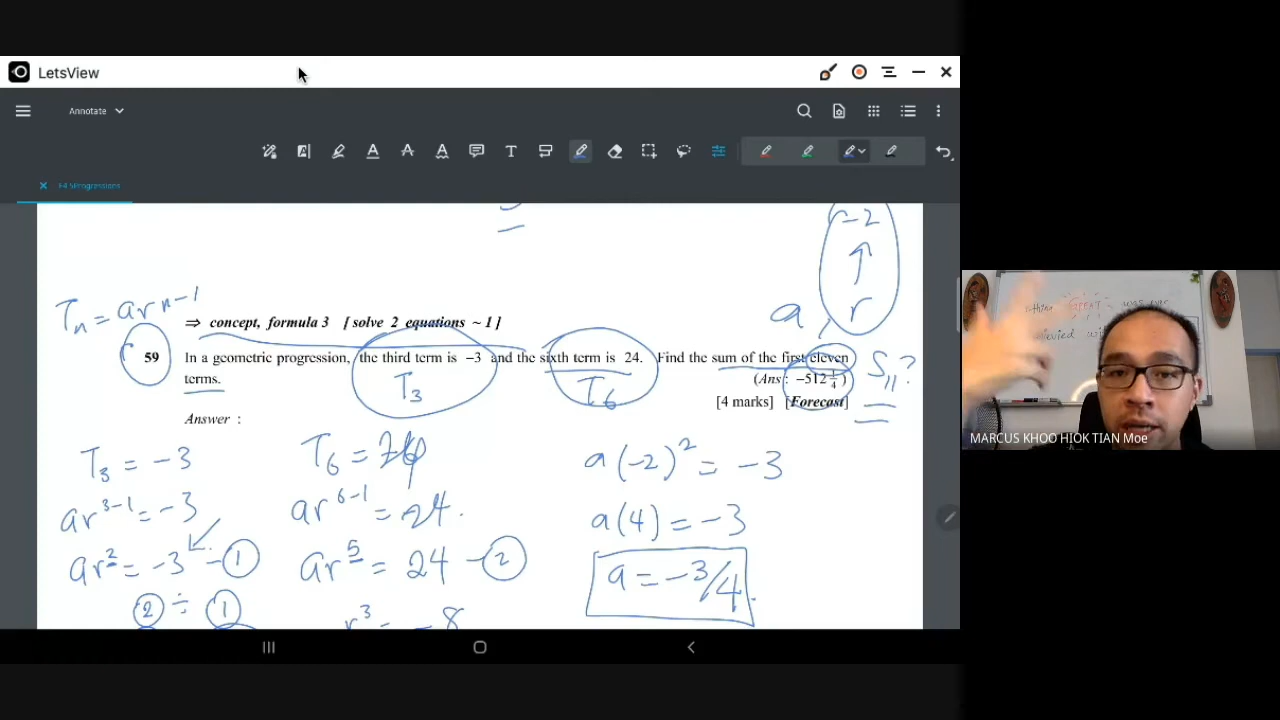 LetsView
Annotate
F4 5Progressions
r-2
↑
a, r
Tn = ar^n-1
⇒ concept, formula 3 [ solve 2 equations ~ 1 ]
59 In a geometric progression, the third term is −3 and the sixth term is 24. Find the sum of the first eleven
terms. (Ans : −512 1/4 )
[4 marks] [Forecast]
T3
T6
S11?
Answer :
T3 = -3
ar^3-1 = -3
ar^2 = -3 - ①
② ÷ ①
T6 = 24
ar^6-1 = 24.
ar^5 = 24 - ②
r^3 = -8
a(-2)^2 = -3
a(4) = -3
a = -3/4.
MARCUS KHOO HIOK TIAN Moe